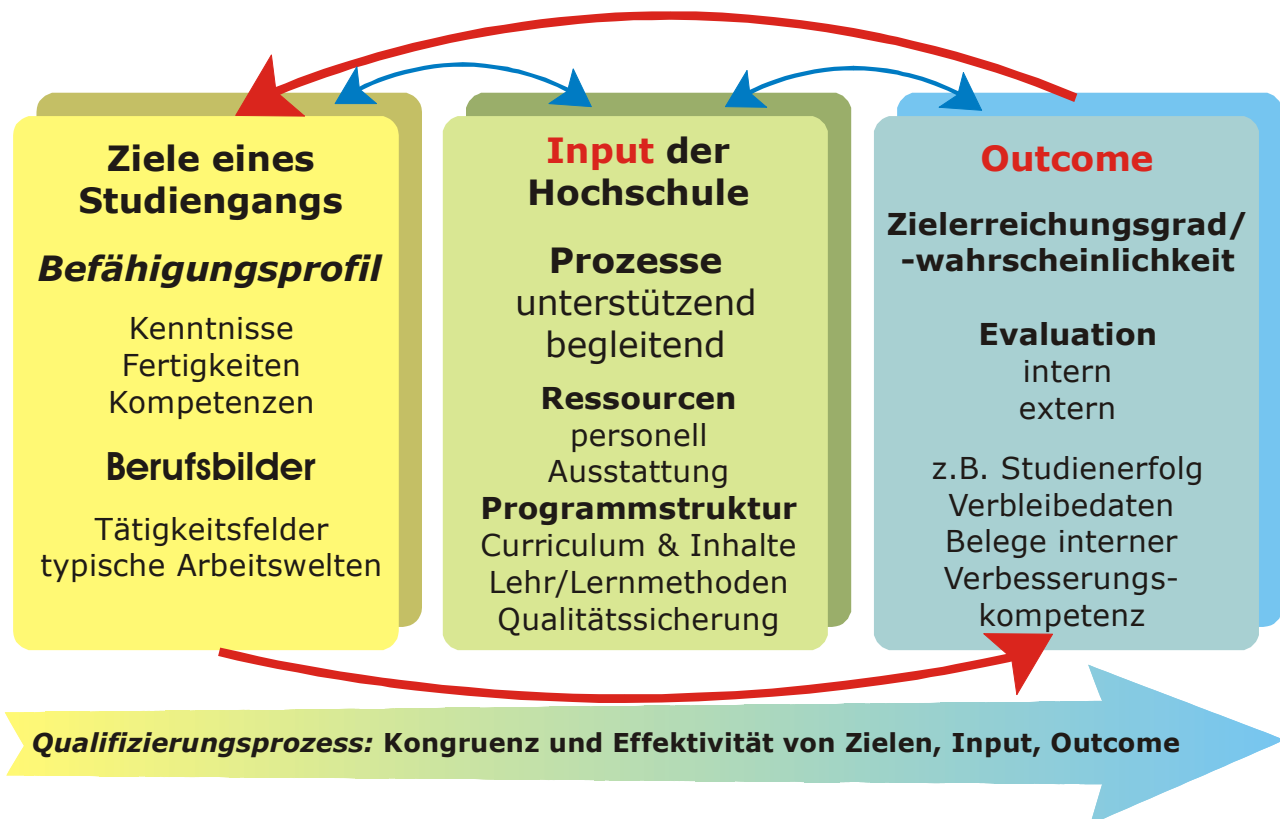 Ziele eines
Studiengangs
Befähigungsprofil
Kenntnisse
Fertigkeiten
Kompetenzen
Berufsbilder
Tätigkeitsfelder
typische Arbeitswelten
Input der
Hochschule
Prozesse
unterstützend
begleitend
Ressourcen
personell
Ausstattung
Programmstruktur
Curriculum & Inhalte
Lehr/Lernmethoden
Qualitätssicherung
Outcome
Zielerreichungsgrad/
-wahrscheinlichkeit
Evaluation
intern
extern
z.B. Studienerfolg
Verbleibedaten
Belege interner
Verbesserungs-
kompetenz
Qualifizierungsprozess: Kongruenz und Effektivität von Zielen, Input, Outcome